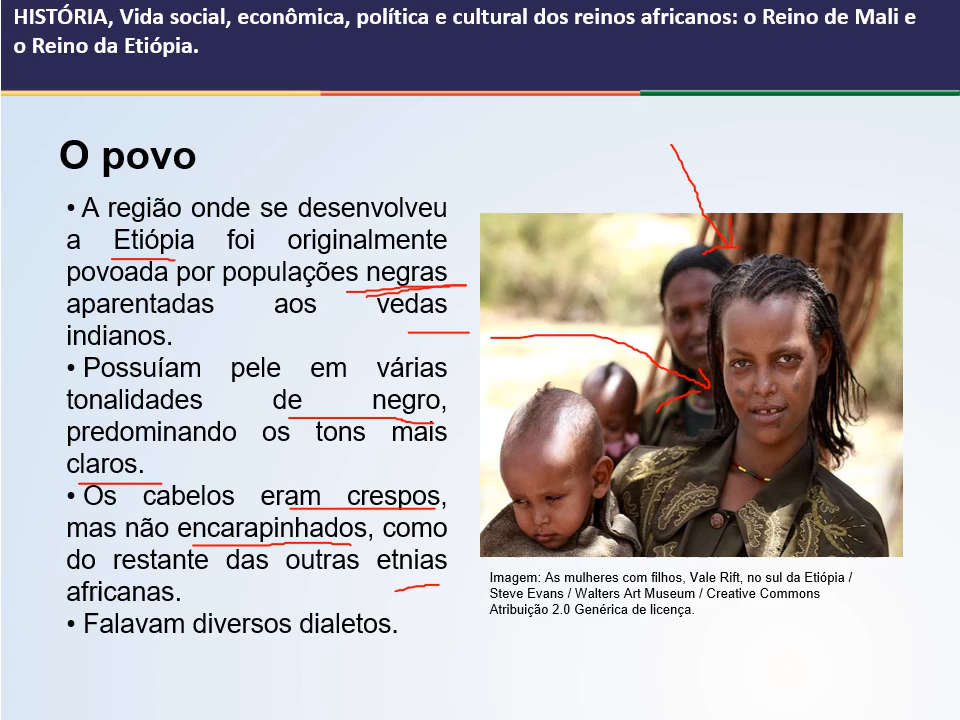 HISTÓRIA, Vida social, econômica, política e cultural dos reinos africanos: o Reino de Mali e
o Reino da Etiópia.
O povo
• A região onde se desenvolveu
a Etiópia foi originalmente
povoada por populações negras
aparentadas aos vedas
indianos.
• Possuíam pele em várias
tonalidades de negro,
predominando os tons mais
claros.
• Os cabelos eram crespos,
mas não encarapinhados, como
do restante das outras etnias
africanas.
• Falavam diversos dialetos.
Imagem: As mulheres com filhos, Vale Rift, no sul da Etiópia /
Steve Evans / Walters Art Museum / Creative Commons
Atribuição 2.0 Genérica de licença.